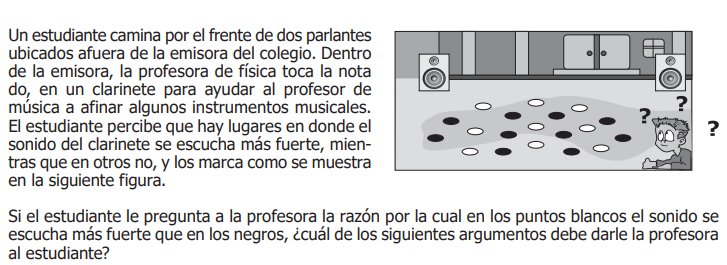 Un estudiante camina por el frente de dos parlantes
ubicados afuera de la emisora del colegio. Dentro
de la emisora, la profesora de física toca la nota
do, en un clarinete para ayudar al profesor de
música a afinar algunos instrumentos musicales.
El estudiante percibe que hay lugares en donde el
sonido del clarinete se escucha más fuerte, mien-
tras que en otros no, y los marca como se muestra
en la siguiente figura.
? ? ?
Si el estudiante le pregunta a la profesora la razón por la cual en los puntos blancos el sonido se
escucha más fuerte que en los negros, ¿cuál de los siguientes argumentos debe darle la profesora
al estudiante?